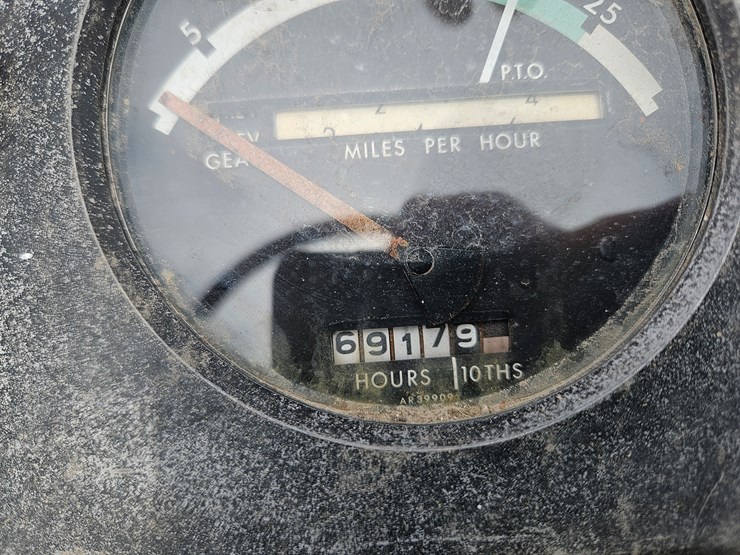 5
25
P.T.O.
2 4
GEA
MILES PER HOUR
69179
HOURS 10THS
AR39909